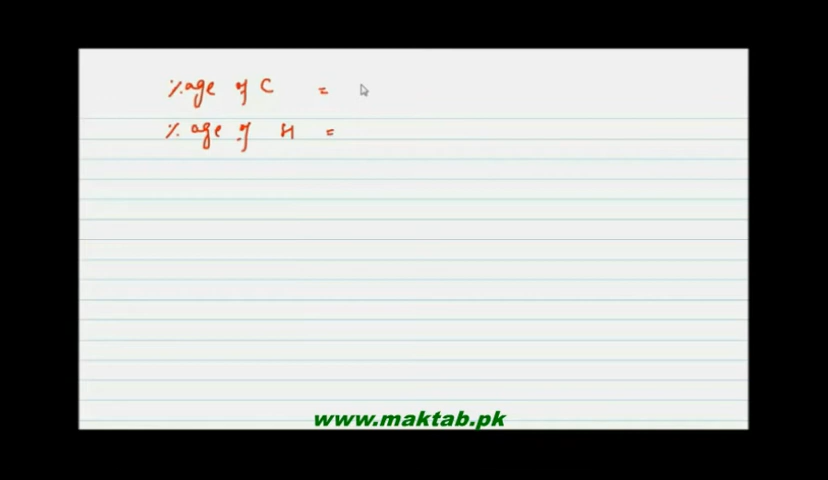 %age of C =
% age of H =
www.maktab.pk